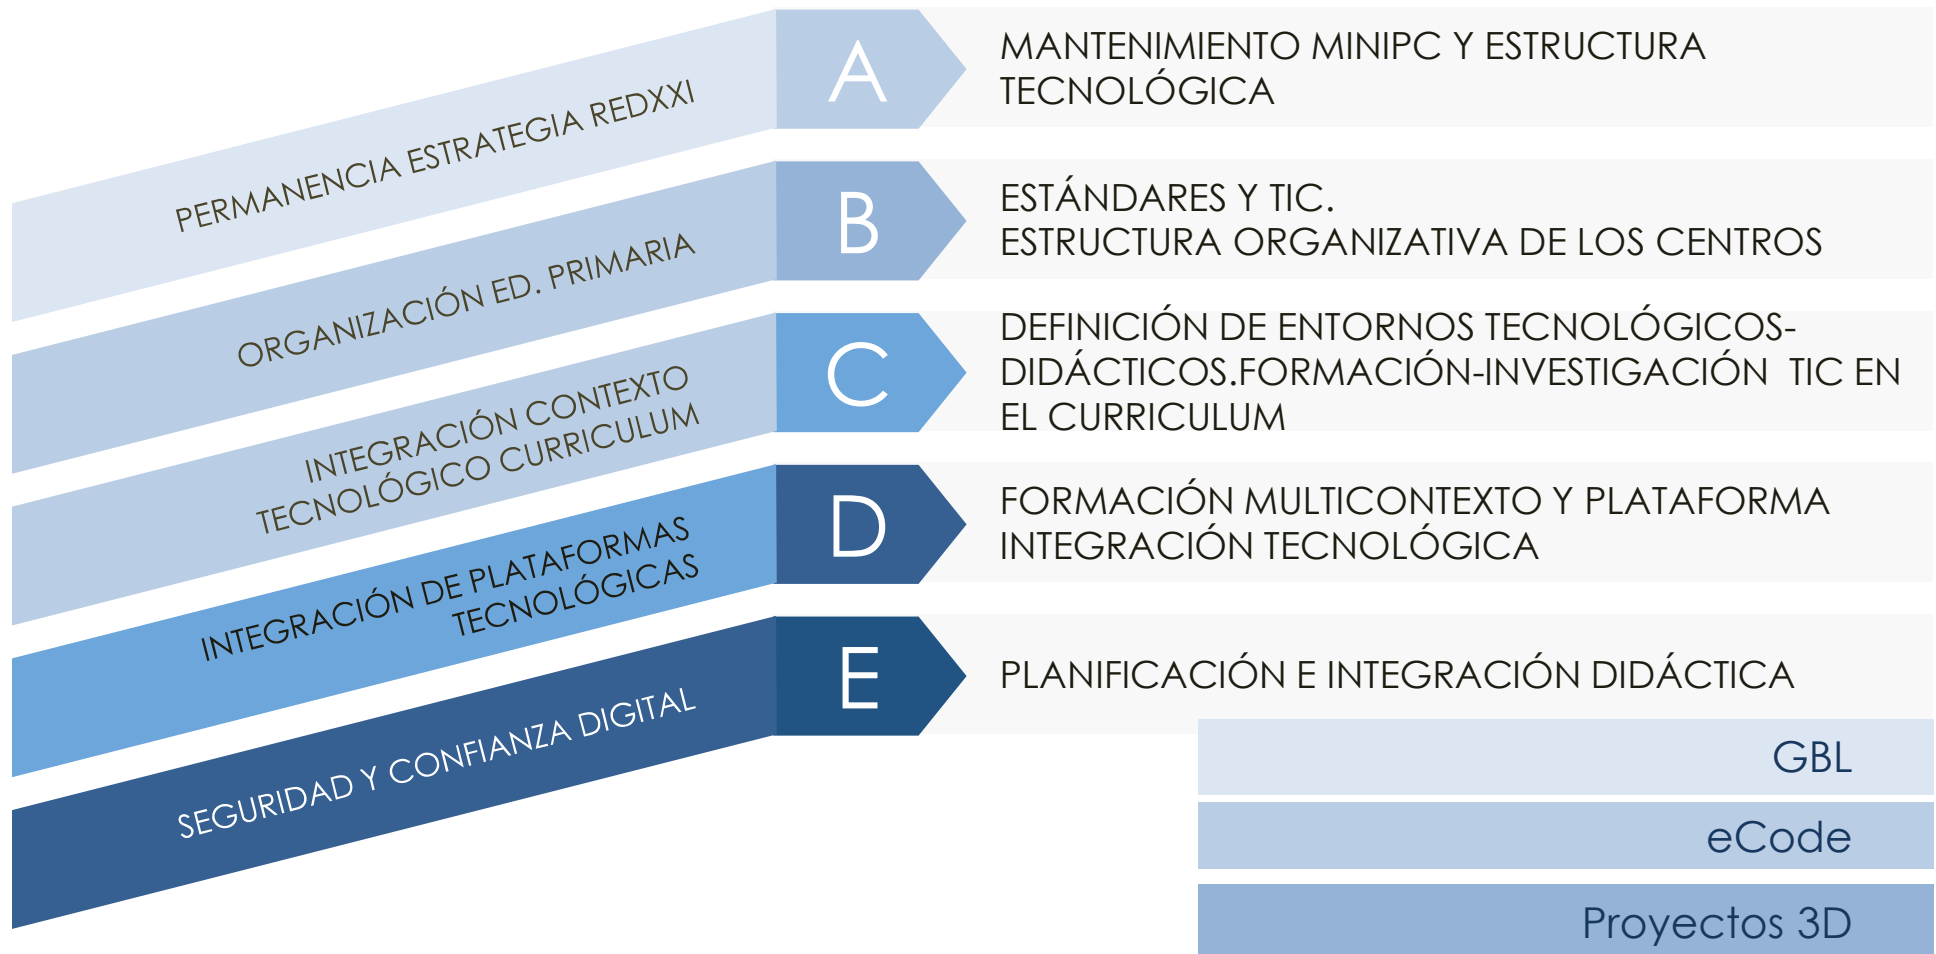 PERMANENCIA ESTRATEGIA REDXXI
A
MANTENIMIENTO MINIPC Y ESTRUCTURA
TECNOLÓGICA
ORGANIZACIÓN ED. PRIMARIA
B
ESTÁNDARES Y TIC.
ESTRUCTURA ORGANIZATIVA DE LOS CENTROS
INTEGRACIÓN CONTEXTO
TECNOLÓGICO CURRICULUM
C
DEFINICIÓN DE ENTORNOS TECNOLÓGICOS-
DIDÁCTICOS.FORMACIÓN-INVESTIGACIÓN  TIC EN
EL CURRICULUM
INTEGRACIÓN DE PLATAFORMAS
TECNOLÓGICAS
D
FORMACIÓN MULTICONTEXTO Y PLATAFORMA
INTEGRACIÓN TECNOLÓGICA
SEGURIDAD Y CONFIANZA DIGITAL
E
PLANIFICACIÓN E INTEGRACIÓN DIDÁCTICA
GBL
eCode
Proyectos 3D